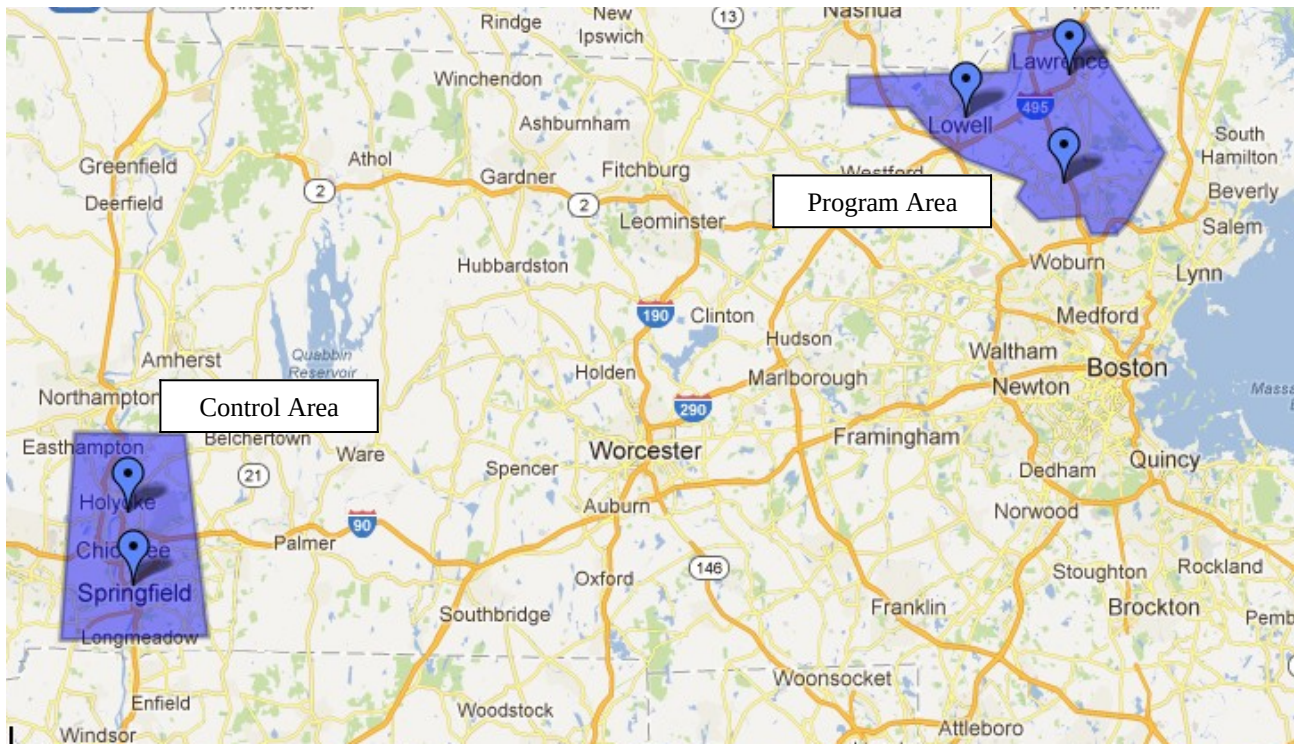 Rindge
New
Ipswich
13
Nashua
Lawrence
Winchendon
495
Lowell
Ashburnham
South
Hamilton
Athol
Greenfield
Fitchburg
Gardner
Westford
Beverly
2
Deerfield
2
Program Area
Leominster
Salem
Woburn
Hubbardston
Lynn
190
Clinton
Medford
Hudson
Amherst
Quabbin
Reservoir
Waltham
Boston
Holden
Marlborough
Newton
Northampton
Control Area
290
Framingham
Easthampton
Belchertown
Ware
Worcester
Quincy
Spencer
Dedham
21
Holyoke
Auburn
Norwood
90
Palmer
Chicopee
146
Rockland
Stoughton
Oxford
Springfield
Franklin
Brockton
Southbridge
Longmeadow
Woonsocket
Enfield
Woodstock
Attleboro
Windsor